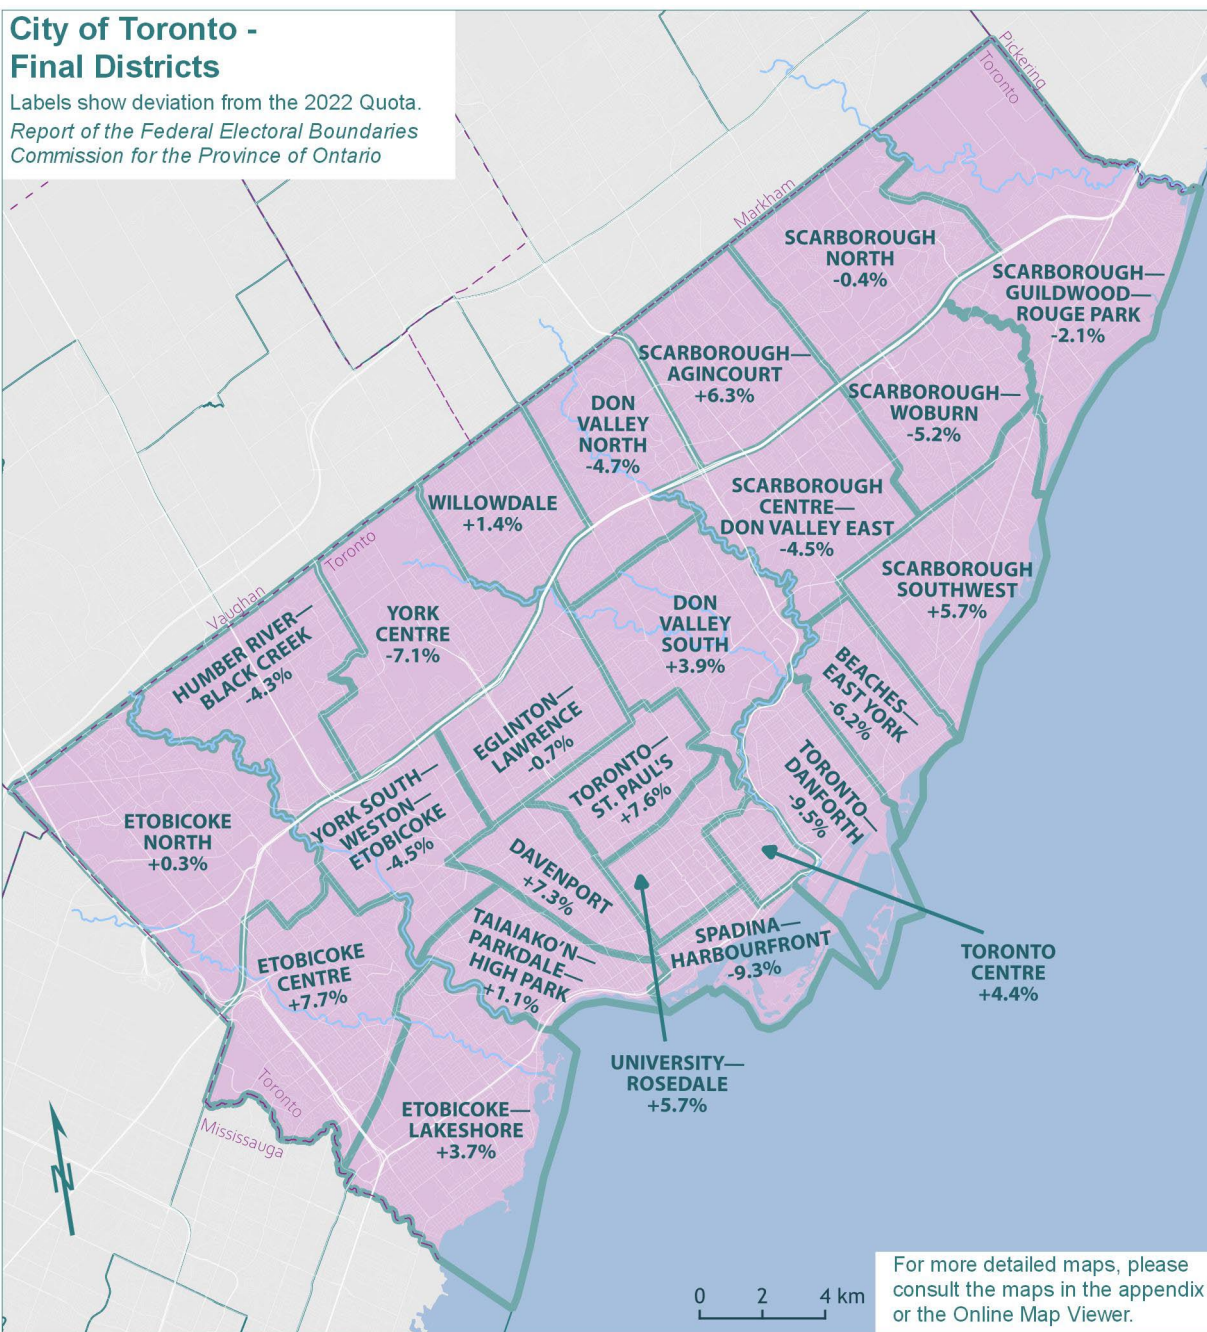 City of Toronto -
Final Districts
Labels show deviation from the 2022 Quota.
Report of the Federal Electoral Boundaries
Commission for the Province of Ontario
Pickering
Toronto
Markham
SCARBOROUGH
NORTH
-0.4%
SCARBOROUGH—
GUILDWOOD—
ROUGE PARK
-2.1%
SCARBOROUGH—
AGINCOURT
+6.3%
SCARBOROUGH—
WOBURN
-5.2%
DON
VALLEY
NORTH
-4.7%
WILLOWDALE
+1.4%
SCARBOROUGH
CENTRE—
DON VALLEY EAST
-4.5%
Toronto
Vaughan
SCARBOROUGH
SOUTHWEST
+5.7%
HUMBER RIVER—
BLACK CREEK
-4.3%
YORK
CENTRE
-7.1%
DON
VALLEY
SOUTH
+3.9%
BEACHES—
EAST YORK
-6.2%
EGLINTON—
LAWRENCE
-0.7%
TORONTO—
ST. PAUL'S
+7.6%
TORONTO—
DANFORTH
-9.5%
ETOBICOKE
NORTH
+0.3%
YORK SOUTH—
WESTON—
ETOBICOKE
-4.5%
DAVENPORT
+7.3%
TAIAIAKO'N—
PARKDALE—
HIGH PARK
+1.1%
SPADINA—
HARBOURFRONT
-9.3%
TORONTO
CENTRE
+4.4%
ETOBICOKE
CENTRE
+7.7%
UNIVERSITY—
ROSEDALE
+5.7%
Toronto
Mississauga
ETOBICOKE—
LAKESHORE
+3.7%
N
0 2 4 km
For more detailed maps, please
consult the maps in the appendix
or the Online Map Viewer.